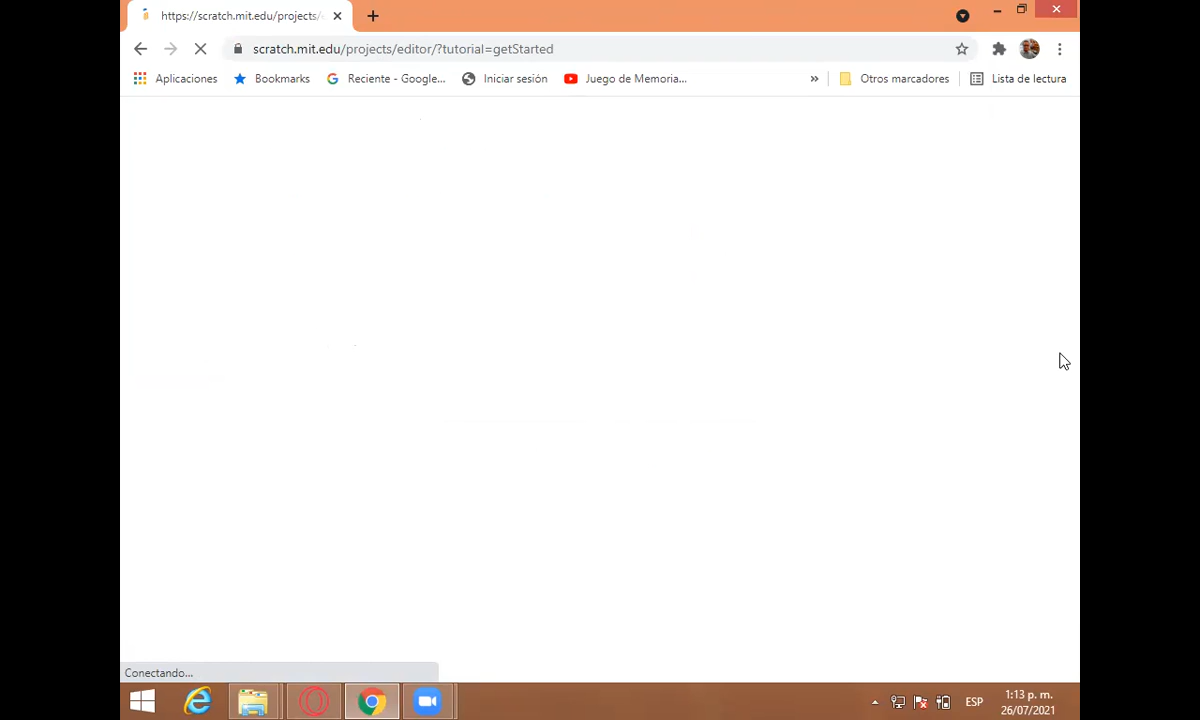 https://scratch.mit.edu/projects/
scratch.mit.edu/projects/editor/?tutorial=getStarted
Aplicaciones Bookmarks Reciente - Google... Iniciar sesión Juego de Memoria... » Otros marcadores Lista de lectura
Conectando...
ESP
1:13 p. m.
26/07/2021